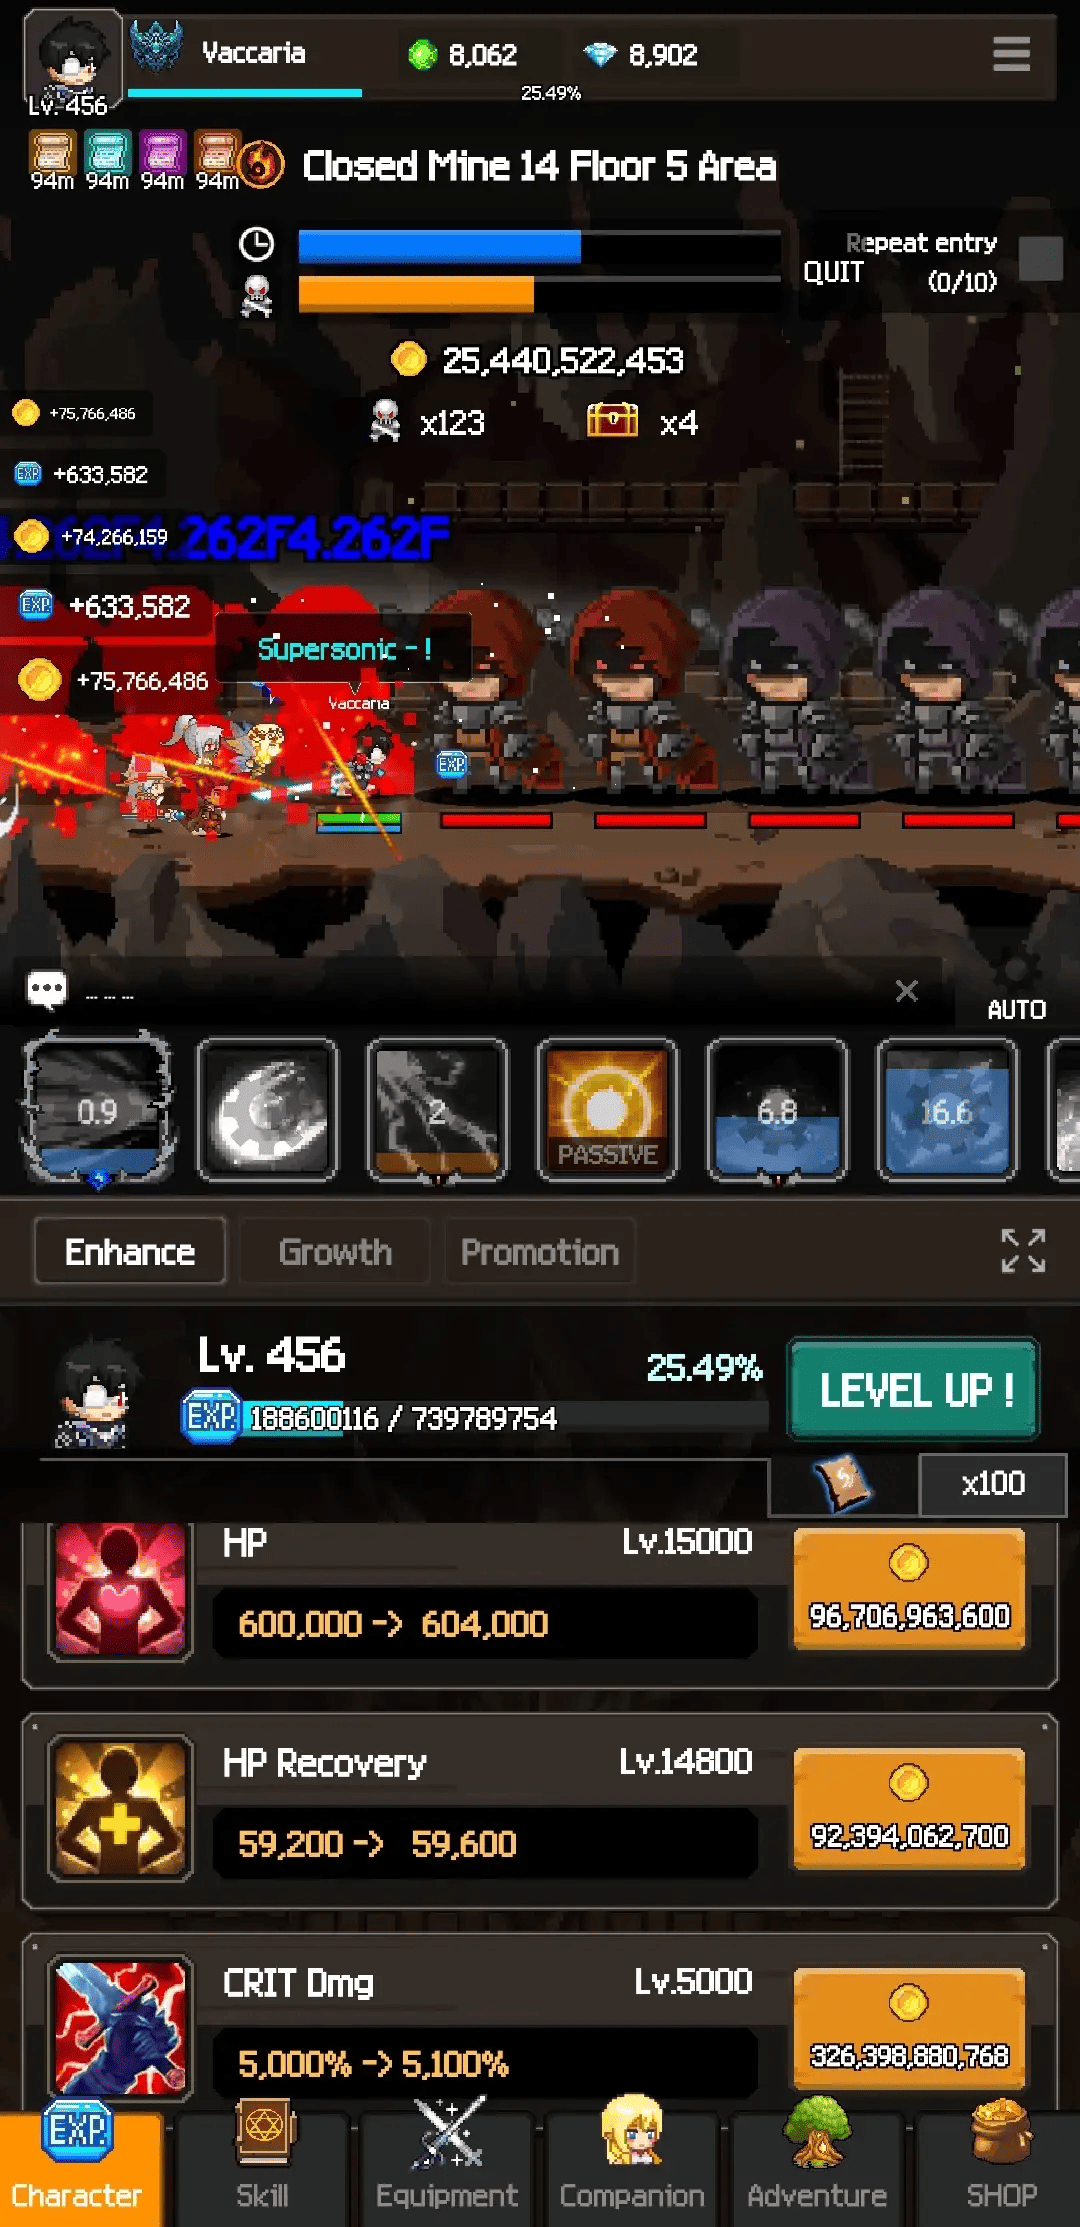 Vaccaria
8,062
8,902
Lv. 456
25.49%
94m 94m 94m 94m
Closed Mine 14 Floor 5 Area
Repeat entry
QUIT
(0/10)
25,440,522,453
+75,766,486
x123
x4
+633,582
+74,266,159
.262F4.262F
EXP. +633,582
Supersonic - !
+75,766,486
Vaccaria
EXP
... _ _ _
AUTO
0.9
2
PASSIVE
6.8
16.6
Enhance
Growth
Promotion
Lv. 456
25.49%
LEVEL UP !
EXP. 188600116 / 739789754
x100
HP
Lv.15000
600,000 -> 604,000
96,706,963,600
HP Recovery
Lv.14800
59,200 -> 59,600
92,394,062,700
CRIT Dmg
Lv.5000
5,000% -> 5,100%
326,398,880,768
EXP.
Character
Skill
Equipment
Companion
Adventure
SHOP